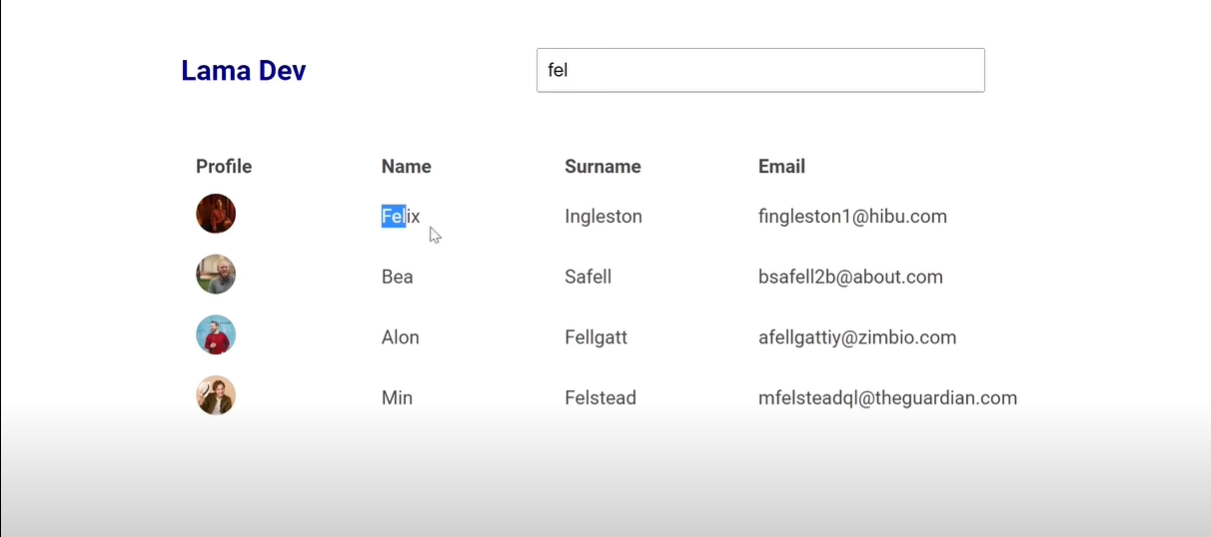 Lama Dev fel
Profile Name Surname Email
Felix Ingleston fingleston1@hibu.com
Bea Safell bsafell2b@about.com
Alon Fellgatt afellgattiy@zimbio.com
Min Felstead mfelsteadql@theguardian.com